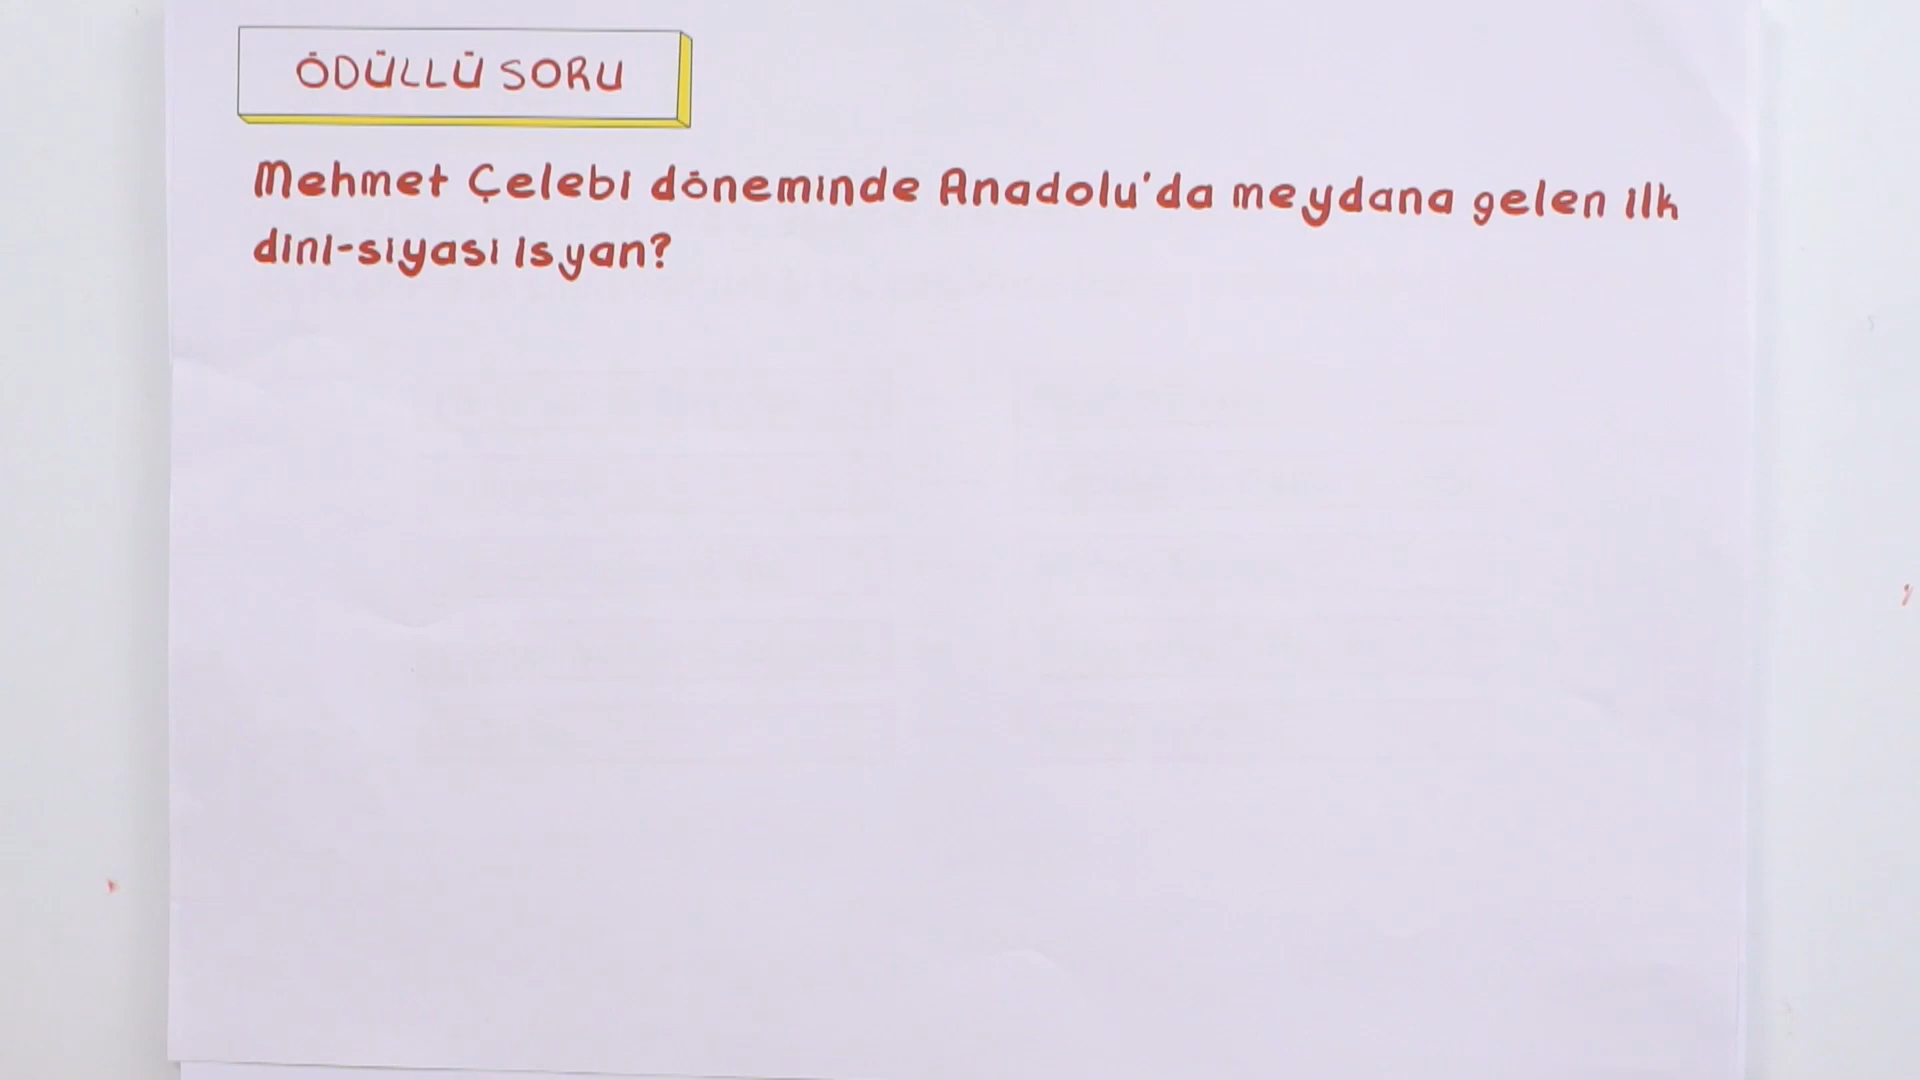 ÖDÜLLÜ SORU
Mehmet Çelebi döneminde Anadolu'da meydana gelen ilk
dini-siyasi isyan?